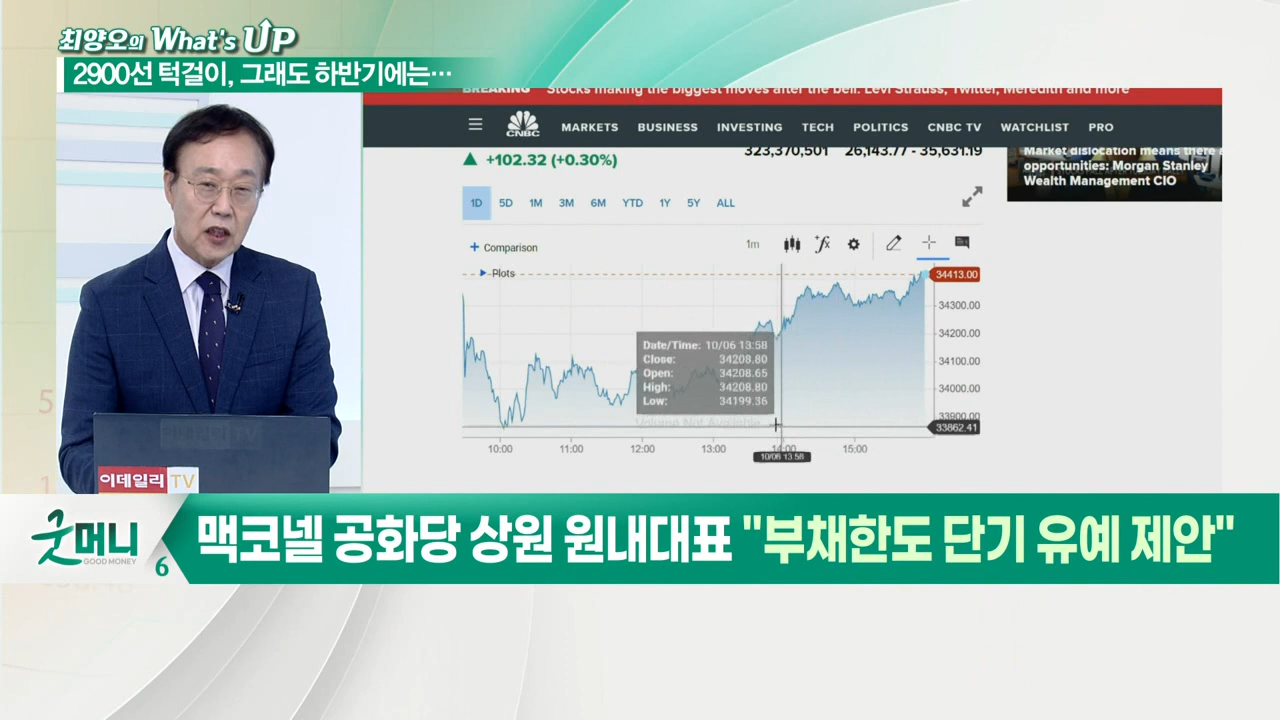 최양오의 What's UP
2900선 턱걸이, 그래도 하반기에는…
BREAKING Stocks making the biggest moves after the bell: Levi Strauss, Twitter, Meredith and more
CNBC
MARKETS BUSINESS INVESTING TECH POLITICS CNBC TV WATCHLIST PRO
+102.32 (+0.30%)
323,370,501 26,143.77 - 35,631.19
Market dislocation means there
opportunities: Morgan Stanley
Wealth Management CIO
1D 5D 1M 3M 6M YTD 1Y 5Y ALL
+ Comparison
1m
Plots
34413.00
34300.00
34200.00
34100.00
34000.00
33900.00
33862.41
Date/Time: 10/06 13:58
Close: 34208.80
Open: 34208.65
High: 34208.80
Low: 34199.36
Volume Not Available
10:00 11:00 12:00 13:00 14:00 15:00
10/06 13:58
이데일리 TV
굿머니
GOOD MONEY
6
맥코넬 공화당 상원 원내대표 "부채한도 단기 유예 제안"